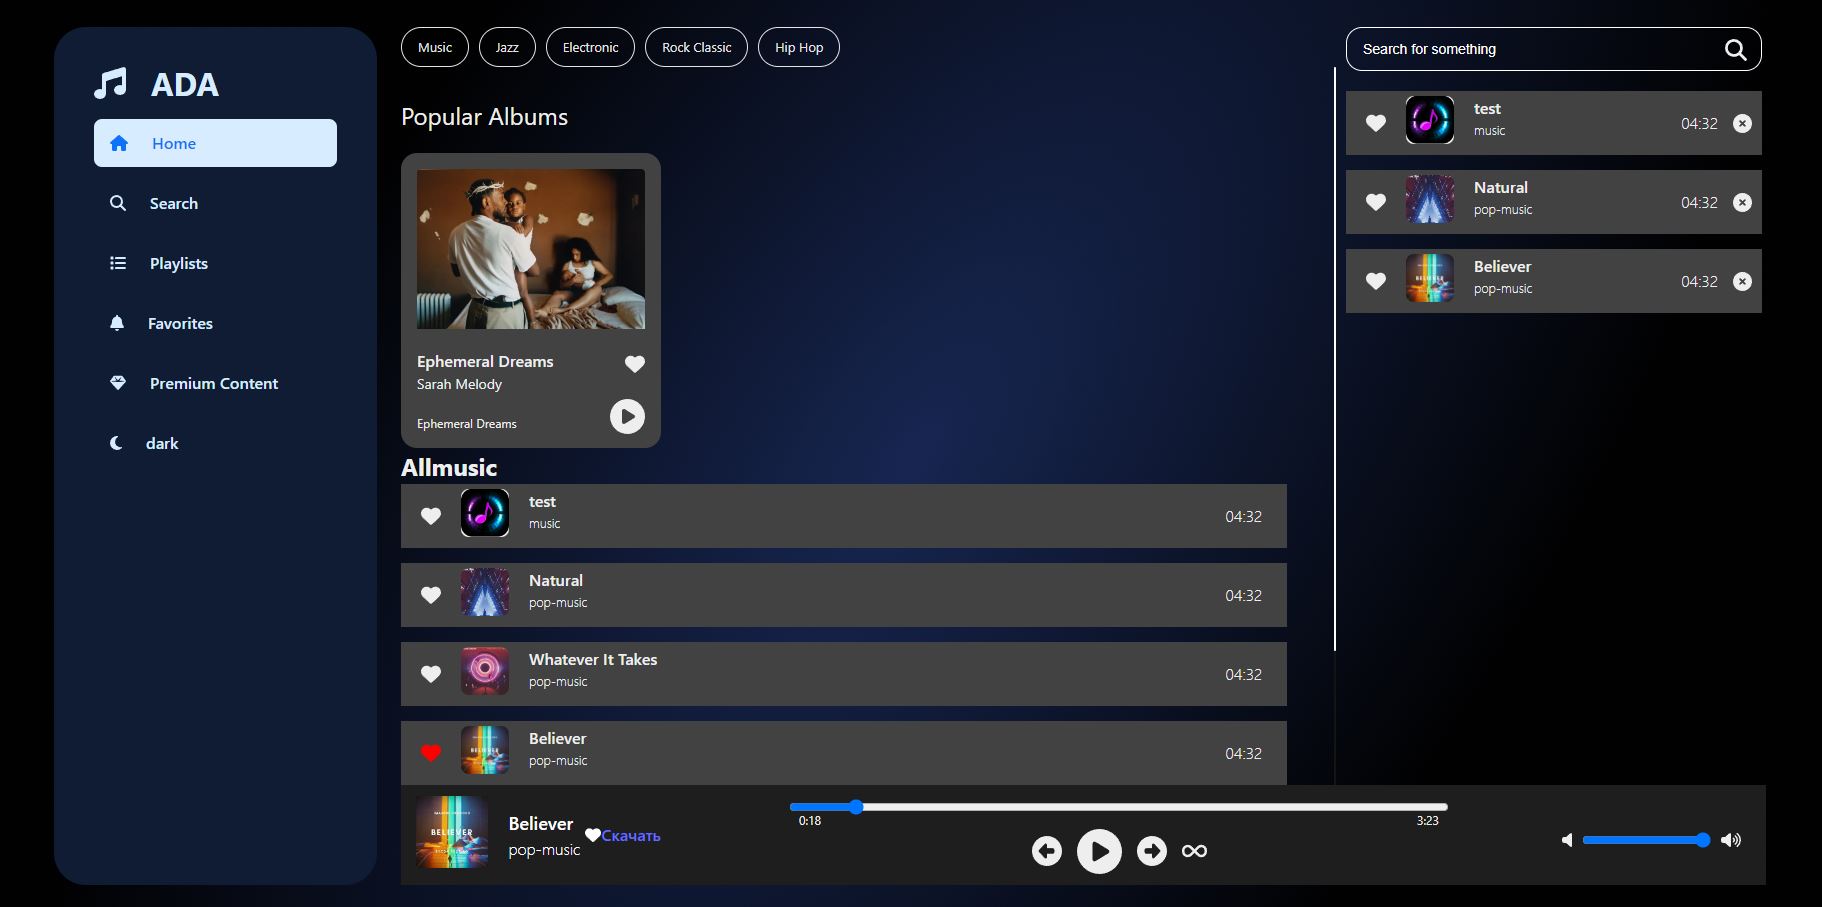 ADA
Home
Search
Playlists
Favorites
Premium Content
dark
Music
Jazz
Electronic
Rock Classic
Hip Hop
Popular Albums
Ephemeral Dreams
Sarah Melody
Ephemeral Dreams
Allmusic
test
music
04:32
Natural
pop-music
04:32
Whatever It Takes
pop-music
04:32
BELIEVER
Believer
pop-music
04:32
Search for something
test
music
04:32
Natural
pop-music
04:32
BELIEVER
Believer
pop-music
04:32
BELIEVER
Believer
pop-music
Скачать
0:18
3:23